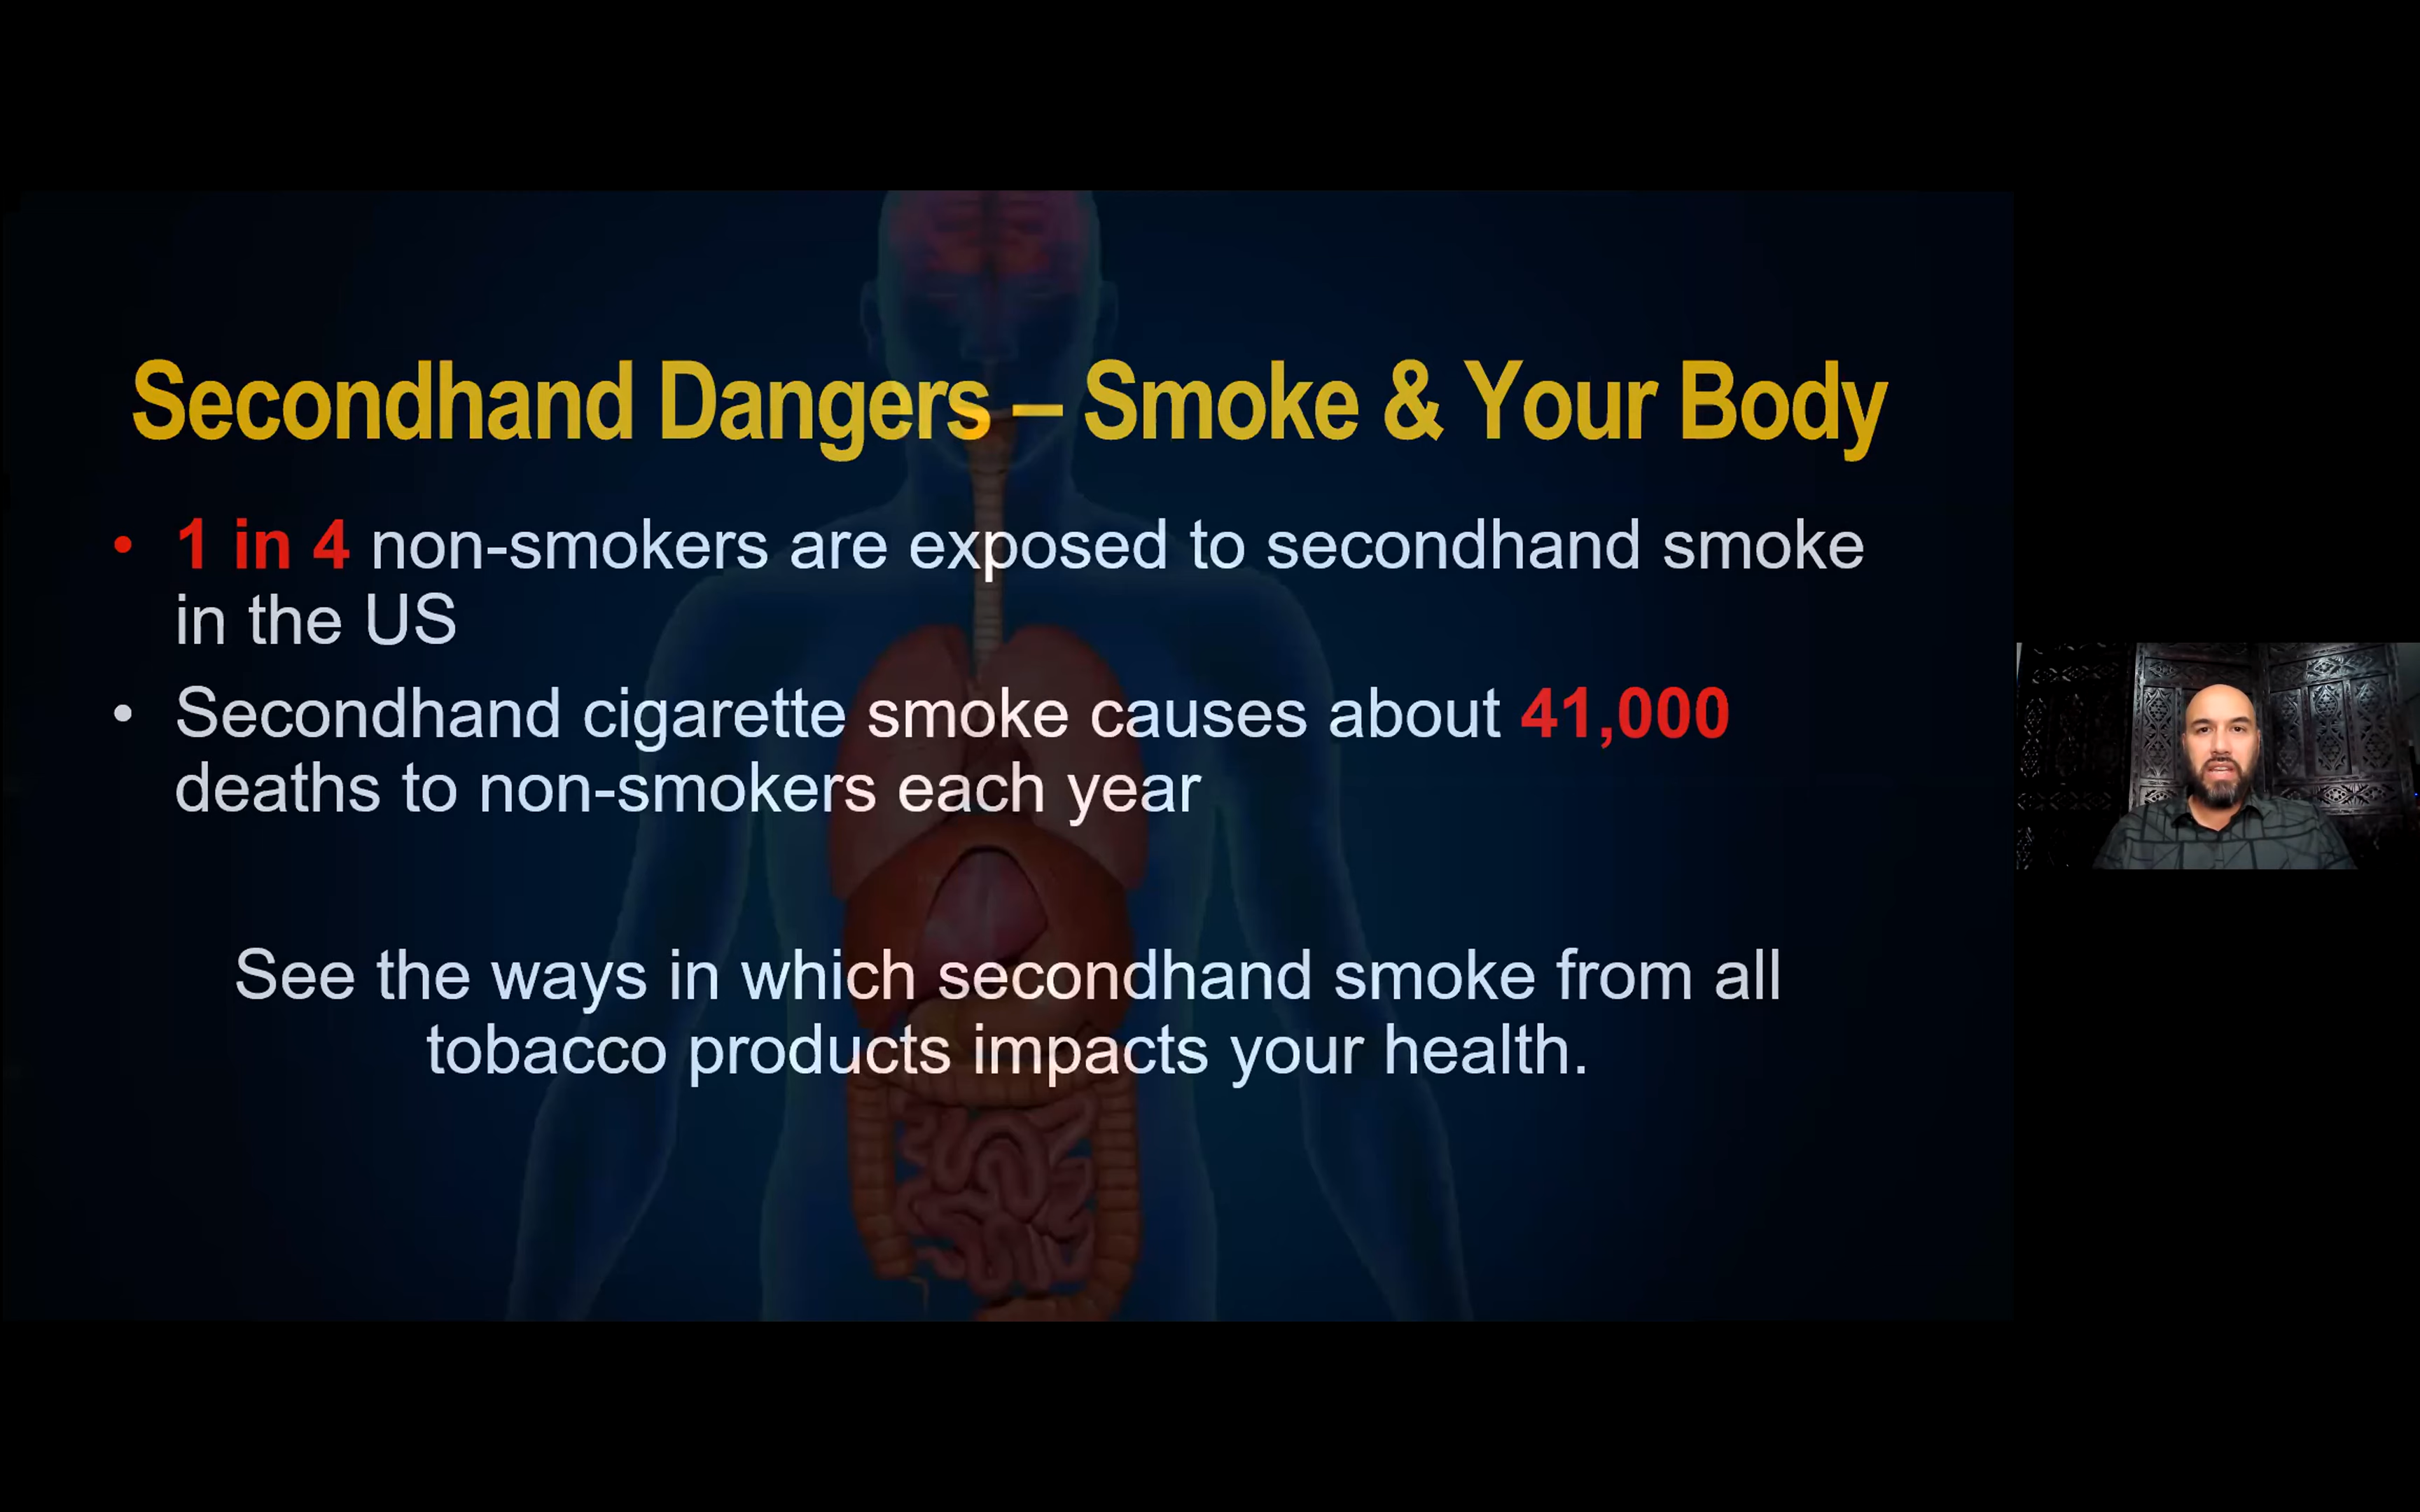 Secondhand Dangers – Smoke & Your Body
• 1 in 4 non-smokers are exposed to secondhand smoke
in the US
• Secondhand cigarette smoke causes about 41,000
deaths to non-smokers each year
See the ways in which secondhand smoke from all
tobacco products impacts your health.